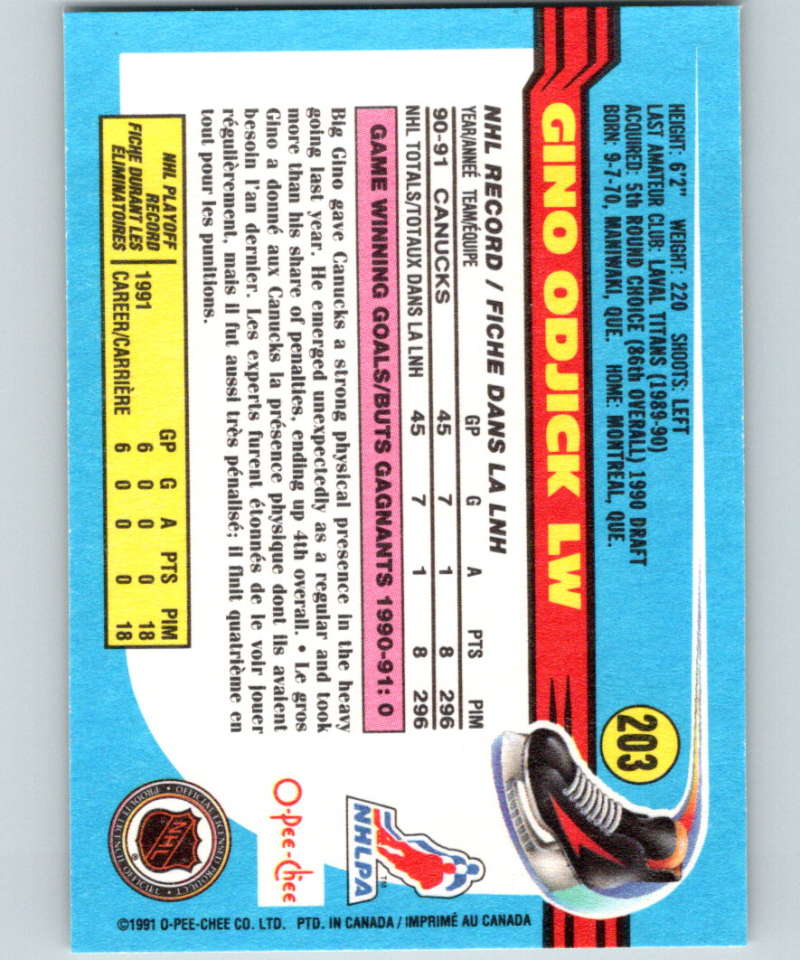 203
HEIGHT: 6'2" WEIGHT: 220 SHOOTS: LEFT
LAST AMATEUR CLUB: LAVAL TITANS (1989-90)
ACQUIRED: 5th ROUND CHOICE (86th OVERALL) 1990 DRAFT
BORN: 9-7-70, MANIWAKI, QUE. HOME: MONTREAL, QUE.
GINO ODJICK LW
NHL RECORD / FICHE DANS LA LNH
YEAR/ANNÉE TEAM/ÉQUIPE GP G A PTS PIM
90-91 CANUCKS 45 7 1 8 296
NHL TOTALS/TOTAUX DANS LA LNH 45 7 1 8 296
GAME WINNING GOALS/BUTS GAGNANTS 1990-91: 0
Big Gino gave Canucks a strong physical presence in the heavy
going last year. He emerged unexpectedly as a regular and took
more than his share of penalties, ending up 4th overall. • Le gros
Gino a donné aux Canucks la présence physique dont ils avaient
besoin l'an dernier. Les experts furent étonnés de le voir jouer
régulièrement, mais il fut aussi très pénalisé; il finit quatrième en
tout pour les punitions.
NHL PLAYOFF
RECORD
FICHE DURANT LES
ÉLIMINATOIRES
GP G A PTS PIM
1991 6 0 0 0 18
CAREER/CARRIÈRE 6 0 0 0 18
NHLPA
TM
O-Pee-Chee
NHL
®
OFFICIAL LICENSED PRODUCT •
PRODUIT LICENCIÉ OFFICIEL •
©1991 O-PEE-CHEE CO. LTD. PTD. IN CANADA / IMPRIMÉ AU CANADA